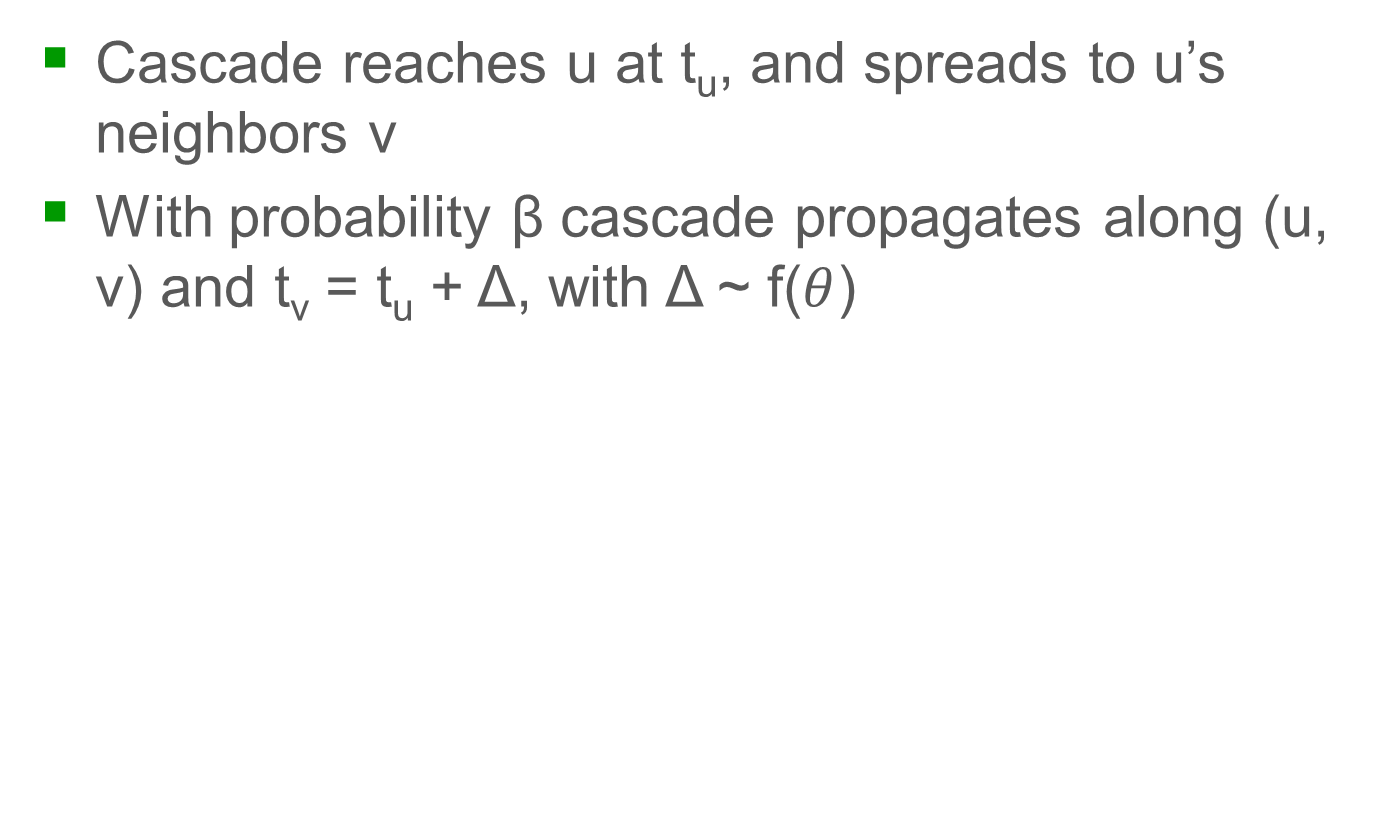 Cascade reaches u at tᵤ, and spreads to u’s
neighbors v
With probability β cascade propagates along (u,
v) and tᵥ = tᵤ + Δ, with Δ ~ f(𝜃)